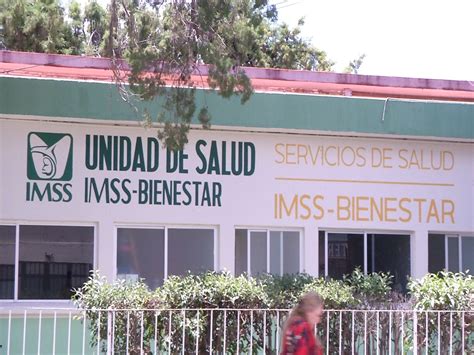 IMSS
UNIDAD DE SALUD
IMSS-BIENESTAR
SERVICIOS DE SALUD
IMSS-BIENESTAR